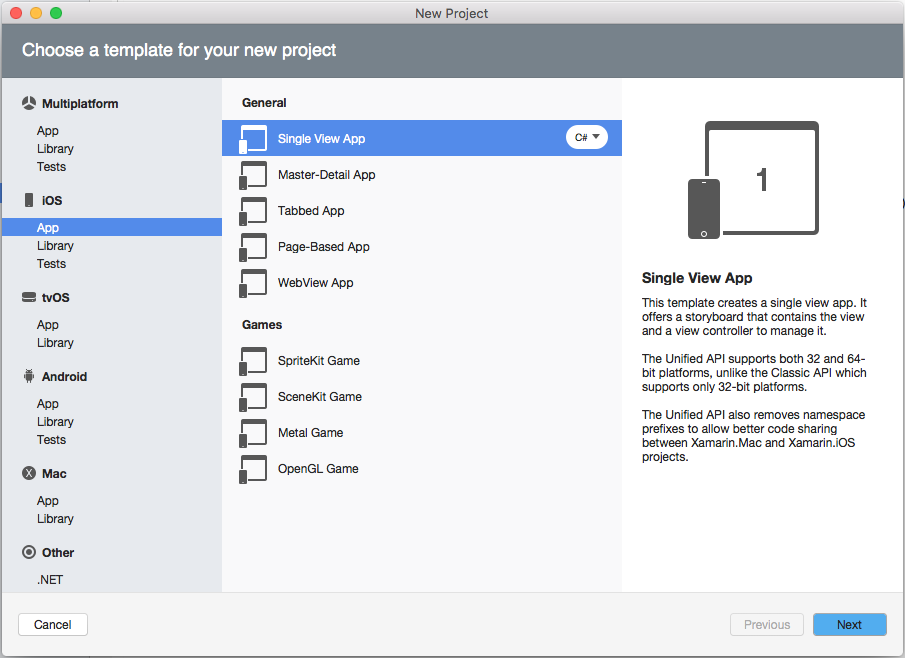 New Project
Choose a template for your new project
Multiplatform
App
Library
Tests
iOS
App
Library
Tests
tvOS
App
Library
Android
App
Library
Tests
Mac
App
Library
Other
.NET
General
Single View App
C#
Master-Detail App
Tabbed App
Page-Based App
WebView App
Games
SpriteKit Game
SceneKit Game
Metal Game
OpenGL Game
1
Single View App
This template creates a single view app. It
offers a storyboard that contains the view
and a view controller to manage it.
The Unified API supports both 32 and 64-
bit platforms, unlike the Classic API which
supports only 32-bit platforms.
The Unified API also removes namespace
prefixes to allow better code sharing
between Xamarin.Mac and Xamarin.iOS
projects.
Cancel
Previous
Next